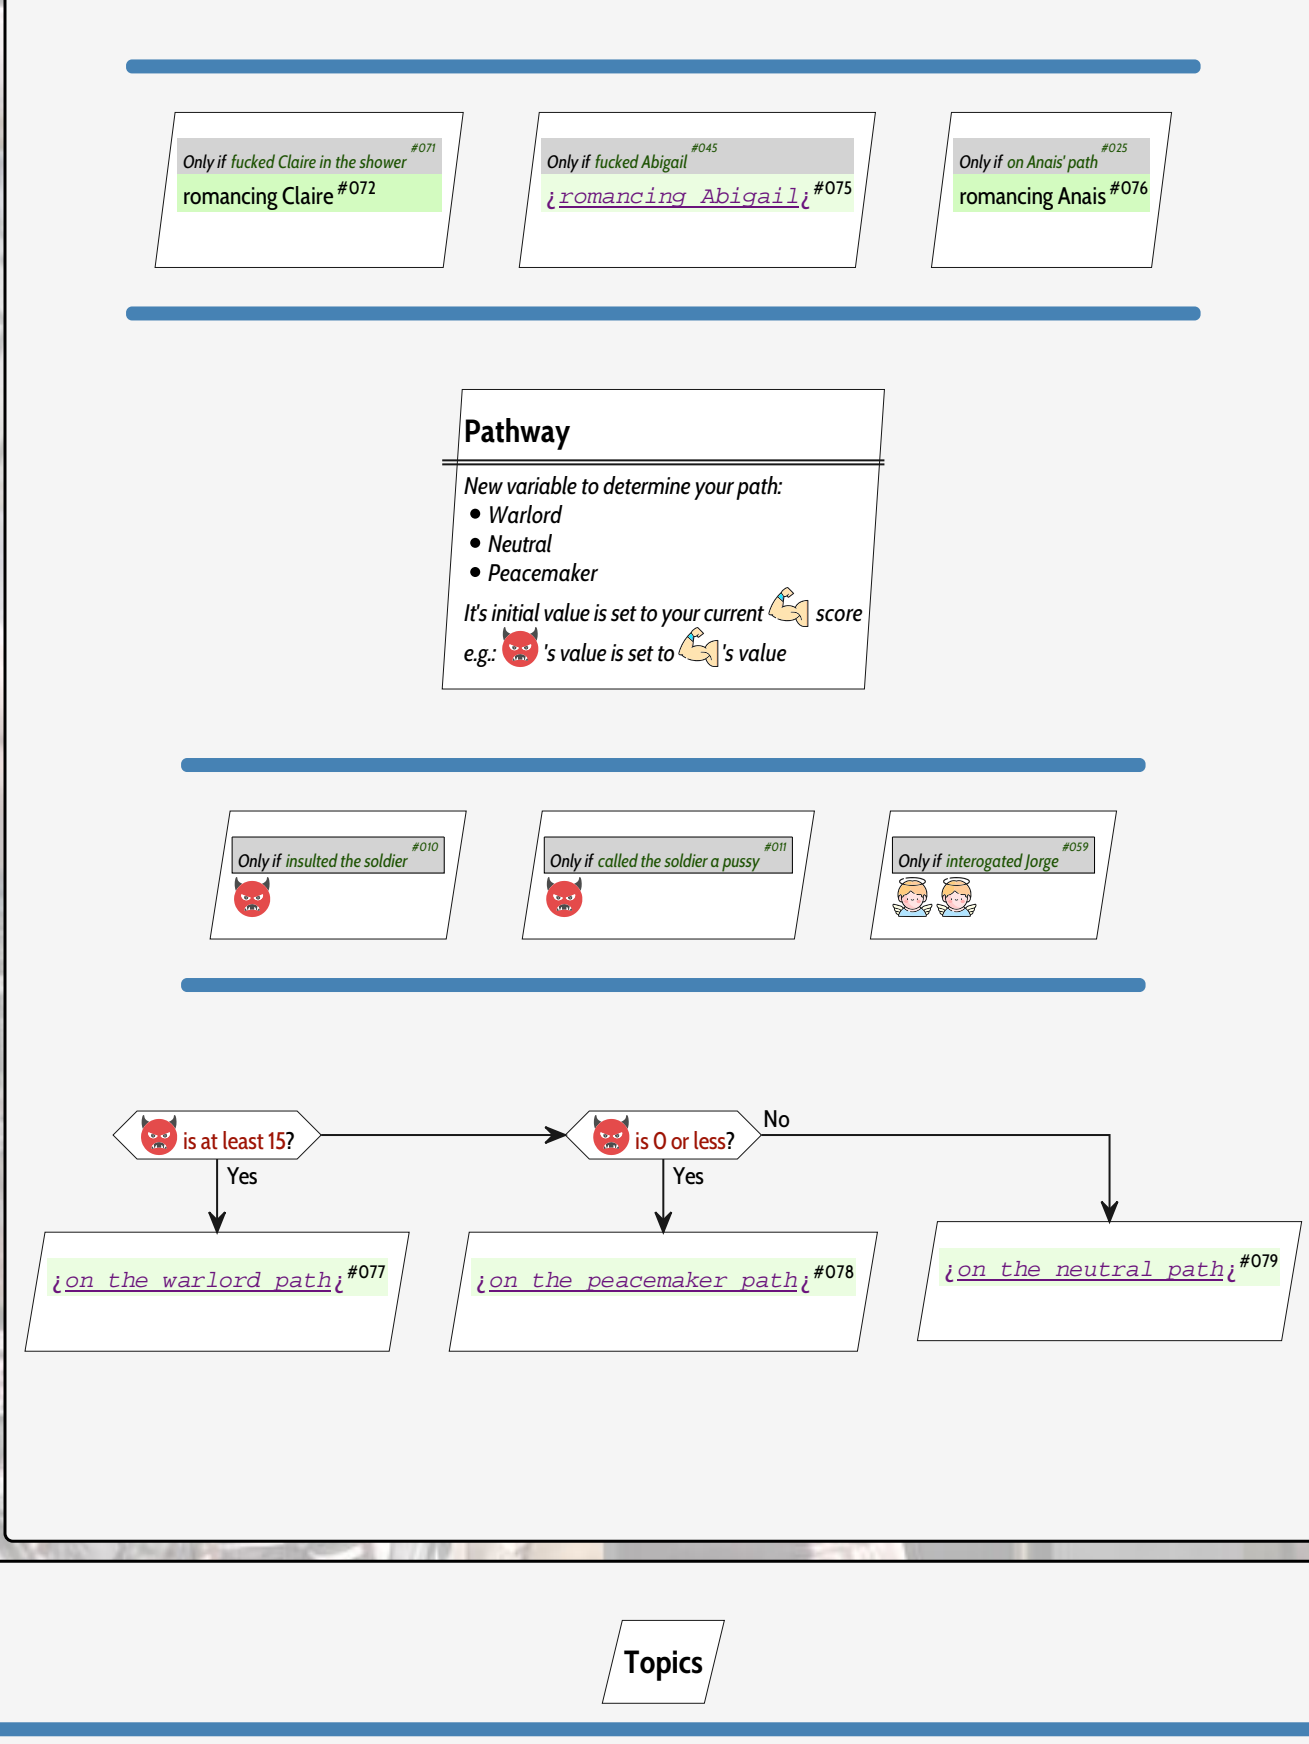 Only if fucked Claire in the shower #071
romancing Claire #072
Only if fucked Abigail #045
¿romancing Abigail¿ #075
Only if on Anais' path #025
romancing Anais #076
Pathway
New variable to determine your path:
• Warlord
• Neutral
• Peacemaker
It's initial value is set to your current score
e.g.: 's value is set to 's value
Only if insulted the soldier #010
Only if called the soldier a pussy #011
Only if interogated Jorge #059
is at least 15?
is 0 or less?
No
Yes
Yes
¿on the warlord path¿ #077
¿on the peacemaker path¿ #078
¿on the neutral path¿ #079
Topics